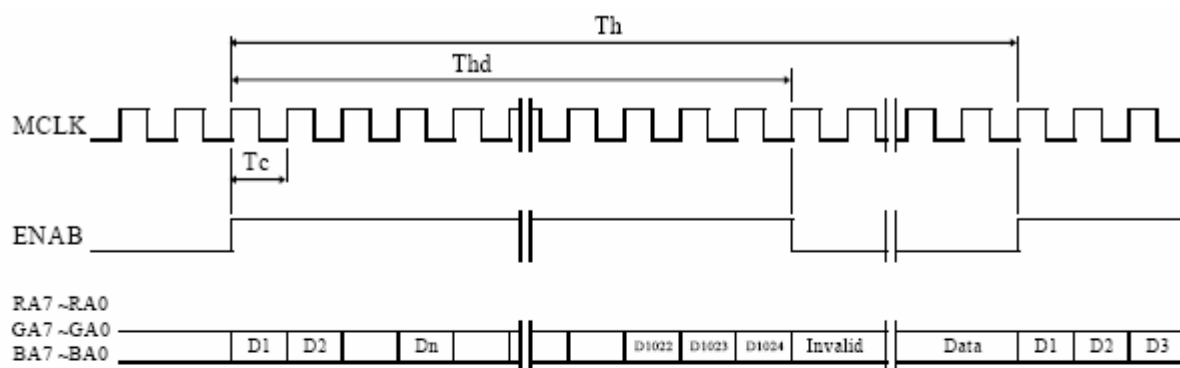 Th
Thd
MCLK
Tc
ENAB
RA7 ~RA0
GA7 ~GA0
BA7 ~BA0 D1 D2 Dn D1022 D1023 D1024 Invalid Data D1 D2 D3